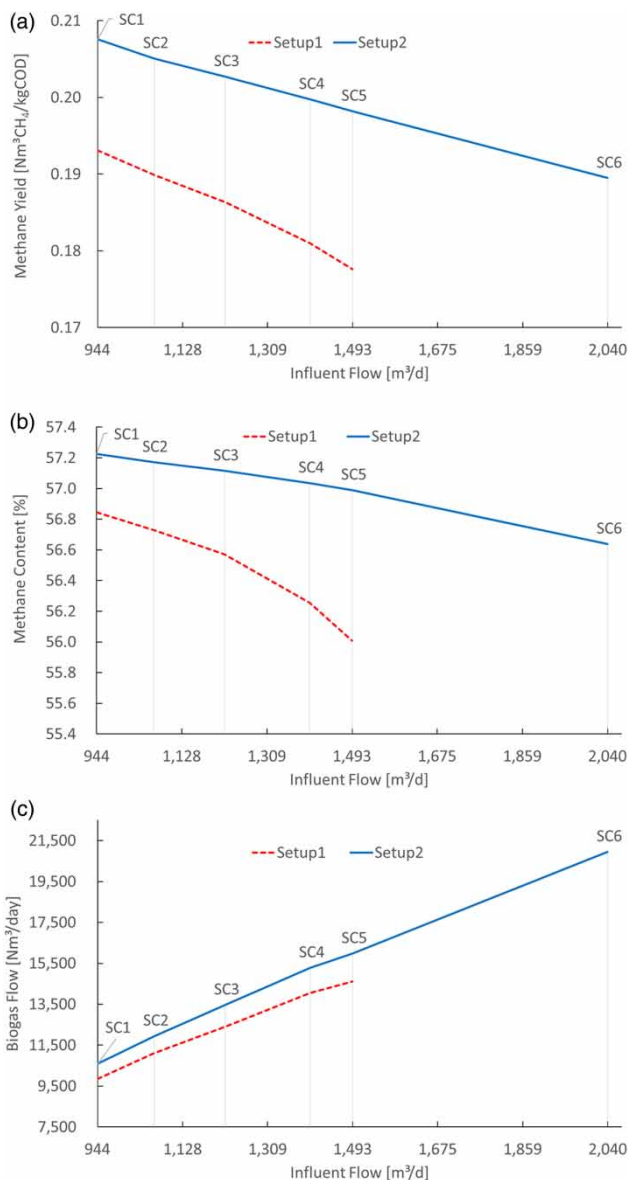 (a)
0.21
SC1
Setup1
Setup2
SC2
SC3
0.20
SC4
SC5
0.19
SC6
0.18
0.17
Methane Yield [Nm³CH₄/kgCOD]
944 1,128 1,309 1,493 1,675 1,859 2,040
Influent Flow [m³/d]
(b)
57.4
SC1
Setup1
Setup2
57.2
SC2
SC3
57.0
SC4
SC5
56.8
56.6
SC6
56.4
56.2
56.0
55.8
55.6
55.4
Methane Content [%]
944 1,128 1,309 1,493 1,675 1,859 2,040
Influent Flow [m³/d]
(c)
21,500
Setup1
Setup2
SC6
19,500
17,500
15,500
SC4
SC5
13,500
SC3
11,500
SC1
SC2
9,500
7,500
Biogas Flow [Nm³/day]
944 1,128 1,309 1,493 1,675 1,859 2,040
Influent Flow [m³/d]